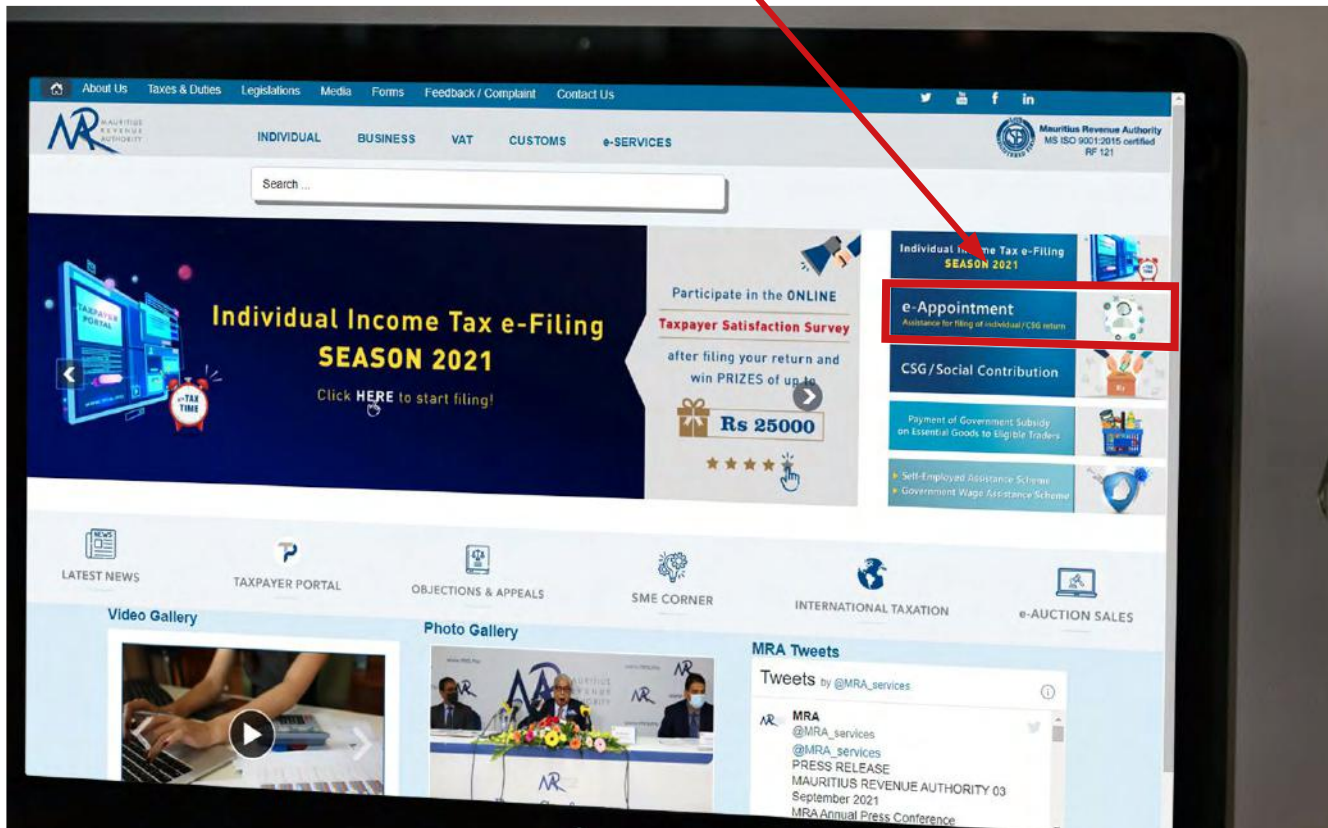 About Us Taxes & Duties Legislations Media Forms Feedback / Complaint Contact Us
MAURITIUS
REVENUE
AUTHORITY
INDIVIDUAL BUSINESS VAT CUSTOMS e-SERVICES
Mauritius Revenue Authority
MS ISO 9001:2015 certified
RF 121
Search ...
TAXPAYER
PORTAL
e-TAX
TIME
Individual Income Tax e-Filing
SEASON 2021
Click HERE to start filing!
Participate in the ONLINE
Taxpayer Satisfaction Survey
after filing your return and
win PRIZES of up to
Rs 25000
Individual Income Tax e-Filing
SEASON 2021
e-Appointment
Assistance for filing of individual/CSG return
CSG/Social Contribution
Rs
Payment of Government Subsidy
on Essential Goods to Eligible Traders
Self-Employed Assistance Scheme
Government Wage Assistance Scheme
NEWS
LATEST NEWS
TAXPAYER PORTAL
OBJECTIONS & APPEALS
SME CORNER
INTERNATIONAL TAXATION
e-AUCTION SALES
Video Gallery
Photo Gallery
MAURITIUS
REVENUE
AUTHORITY
MRA Tweets
Tweets by @MRA_services
MRA
@MRA_services
@MRA_services
PRESS RELEASE
MAURITIUS REVENUE AUTHORITY 03
September 2021
MRA Annual Press Conference